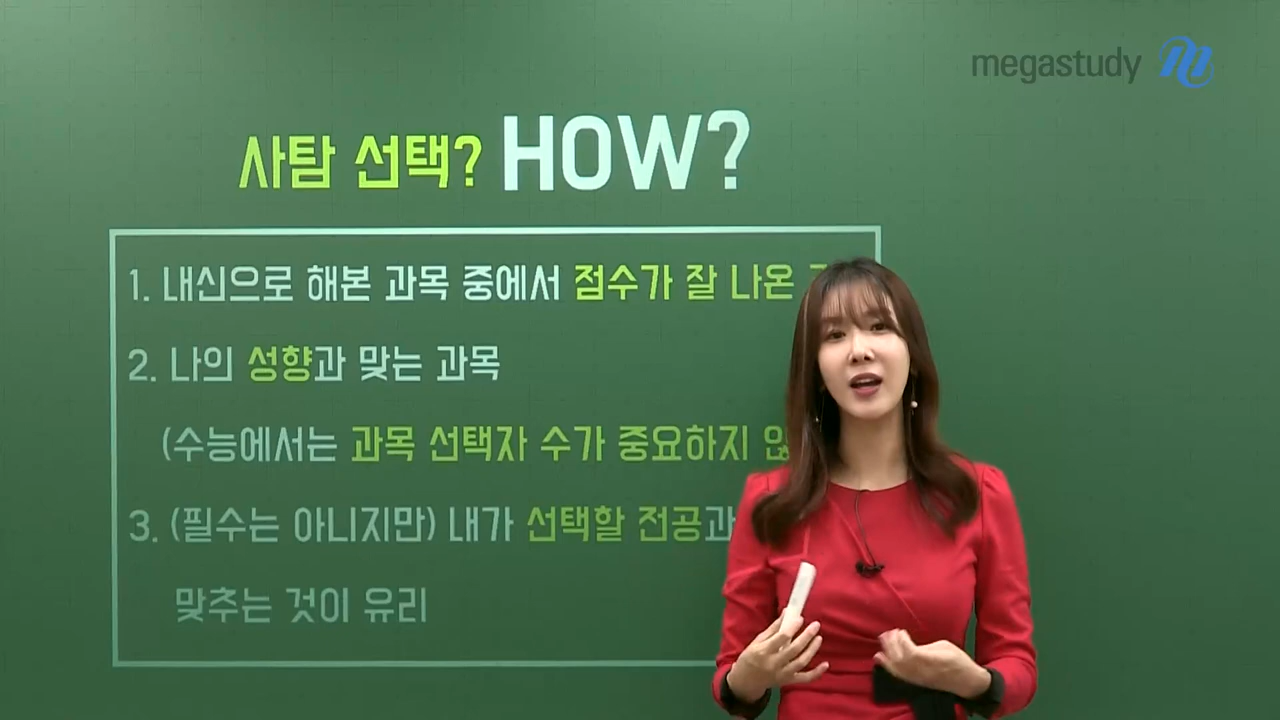 megastudy
사탐 선택? HOW?
1. 내신으로 해본 과목 중에서 점수가 잘 나온
2. 나의 성향과 맞는 과목
(수능에서는 과목 선택자 수가 중요하지
3. (필수는 아니지만) 내가 선택할 전공과
맞추는 것이 유리